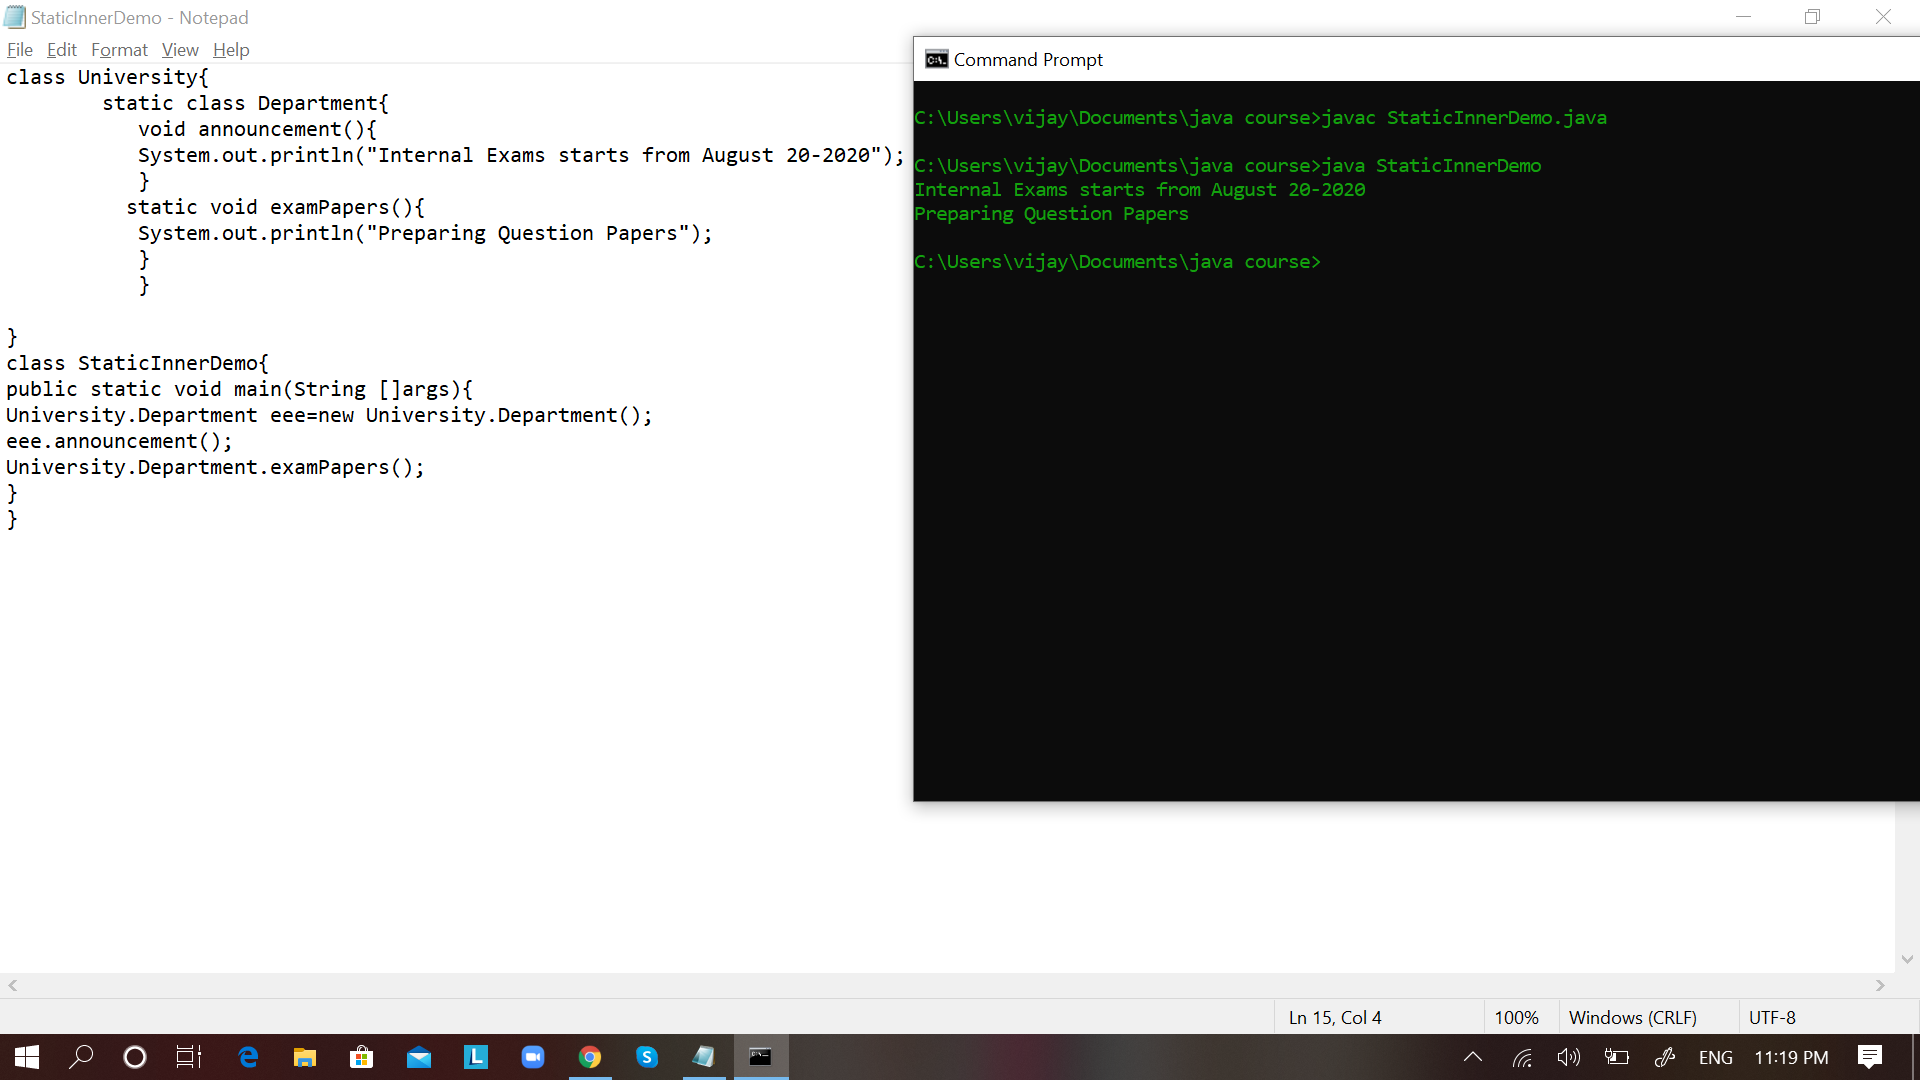 StaticInnerDemo - Notepad
File Edit Format View Help
class University{
static class Department{
void announcement(){
System.out.println("Internal Exams starts from August 20-2020");
}
static void examPapers(){
System.out.println("Preparing Question Papers");
}
}
}
class StaticInnerDemo{
public static void main(String []args){
University.Department eee=new University.Department();
eee.announcement();
University.Department.examPapers();
}
}
Command Prompt
C:\Users\vijay\Documents\java course>javac StaticInnerDemo.java
C:\Users\vijay\Documents\java course>java StaticInnerDemo
Internal Exams starts from August 20-2020
Preparing Question Papers
C:\Users\vijay\Documents\java course>
Ln 15, Col 4 100% Windows (CRLF) UTF-8
ENG 11:19 PM